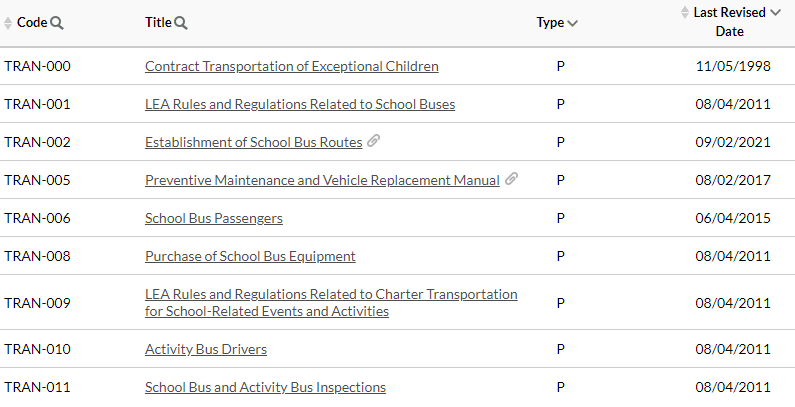 Code Title Type Last Revised Date
TRAN-000 Contract Transportation of Exceptional Children P 11/05/1998
TRAN-001 LEA Rules and Regulations Related to School Buses P 08/04/2011
TRAN-002 Establishment of School Bus Routes P 09/02/2021
TRAN-005 Preventive Maintenance and Vehicle Replacement Manual P 08/02/2017
TRAN-006 School Bus Passengers P 06/04/2015
TRAN-008 Purchase of School Bus Equipment P 08/04/2011
TRAN-009 LEA Rules and Regulations Related to Charter Transportation
for School-Related Events and Activities P 08/04/2011
TRAN-010 Activity Bus Drivers P 08/04/2011
TRAN-011 School Bus and Activity Bus Inspections P 08/04/2011